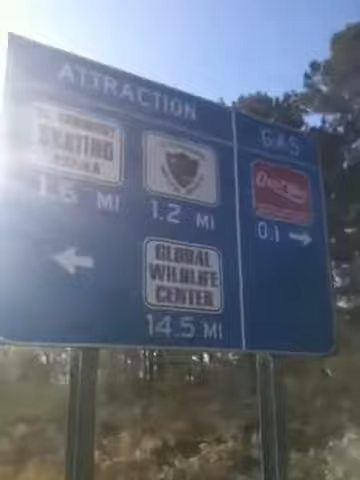 ATTRACTION
SKATING
1.6 MI
1.2 MI
GLOBAL
WILDLIFE
CENTER
14.5 MI
GAS
0.1